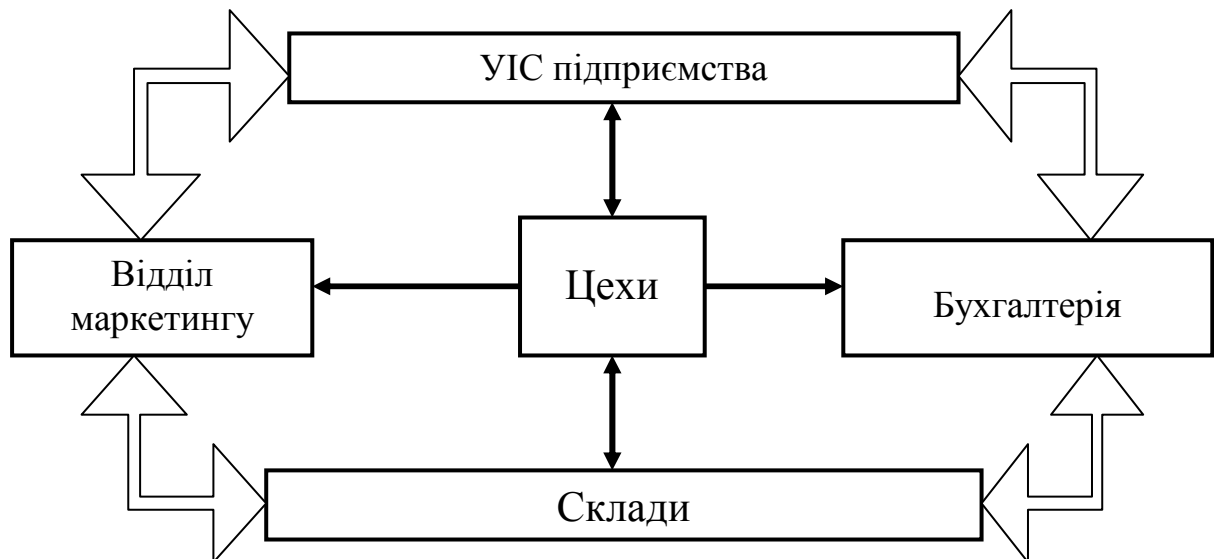 УІС підприємства
Відділ
маркетингу
Цехи
Бухгалтерія
Склади